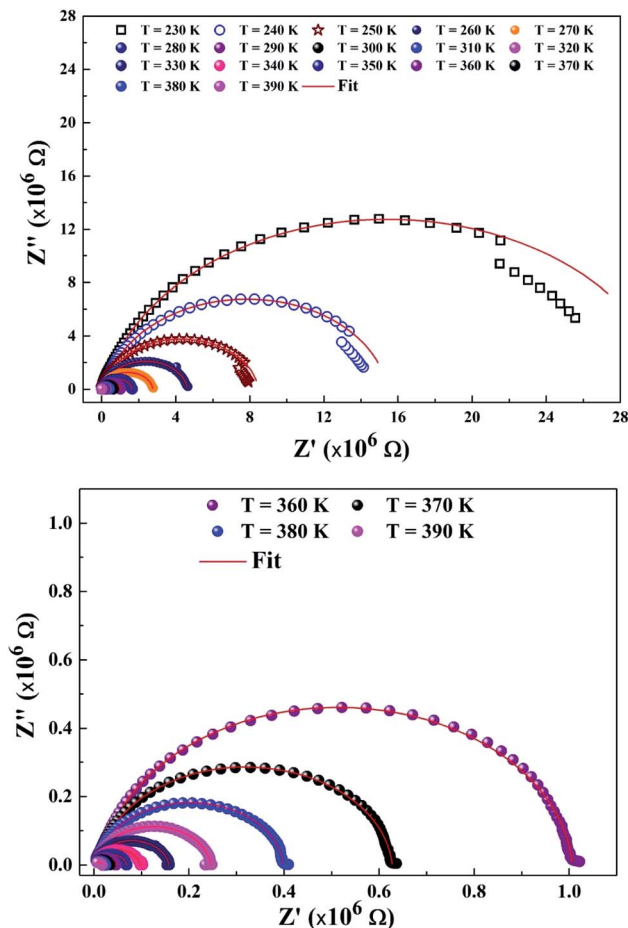 T = 230 K T = 240 K T = 250 K T = 260 K T = 270 K
T = 280 K T = 290 K T = 300 K T = 310 K T = 320 K
T = 330 K T = 340 K T = 350 K T = 360 K T = 370 K
T = 380 K T = 390 K Fit
28
24
20
16
12
8
4
0
Z'' (x10⁶ Ω)
0 4 8 12 16 20 24 28
Z' (x10⁶ Ω)
T = 360 K T = 370 K
T = 380 K T = 390 K
Fit
1.0
0.8
0.6
0.4
0.2
0.0
Z'' (x10⁶ Ω)
0.0 0.2 0.4 0.6 0.8 1.0
Z' (x10⁶ Ω)